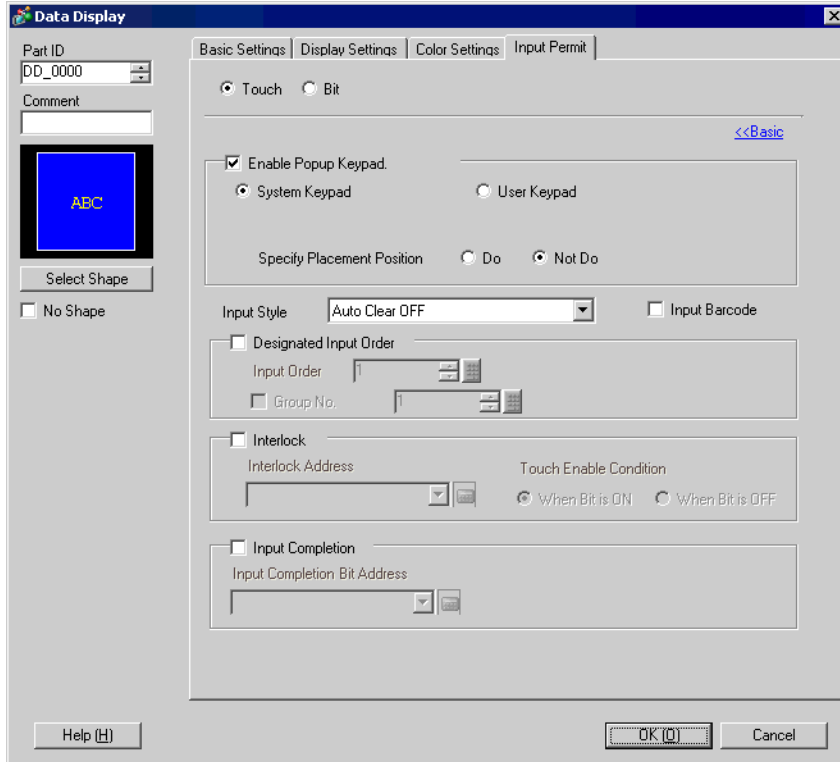 Data Display
Part ID
DD_0000
Comment
ABC
Select Shape
No Shape
Basic Settings Display Settings Color Settings Input Permit
Touch Bit
<<Basic
Enable Popup Keypad.
System Keypad User Keypad
Specify Placement Position Do Not Do
Input Style Auto Clear OFF Input Barcode
Designated Input Order
Input Order 1
Group No. 1
Interlock
Interlock Address Touch Enable Condition
When Bit is ON When Bit is OFF
Input Completion
Input Completion Bit Address
Help (H) OK (O) Cancel